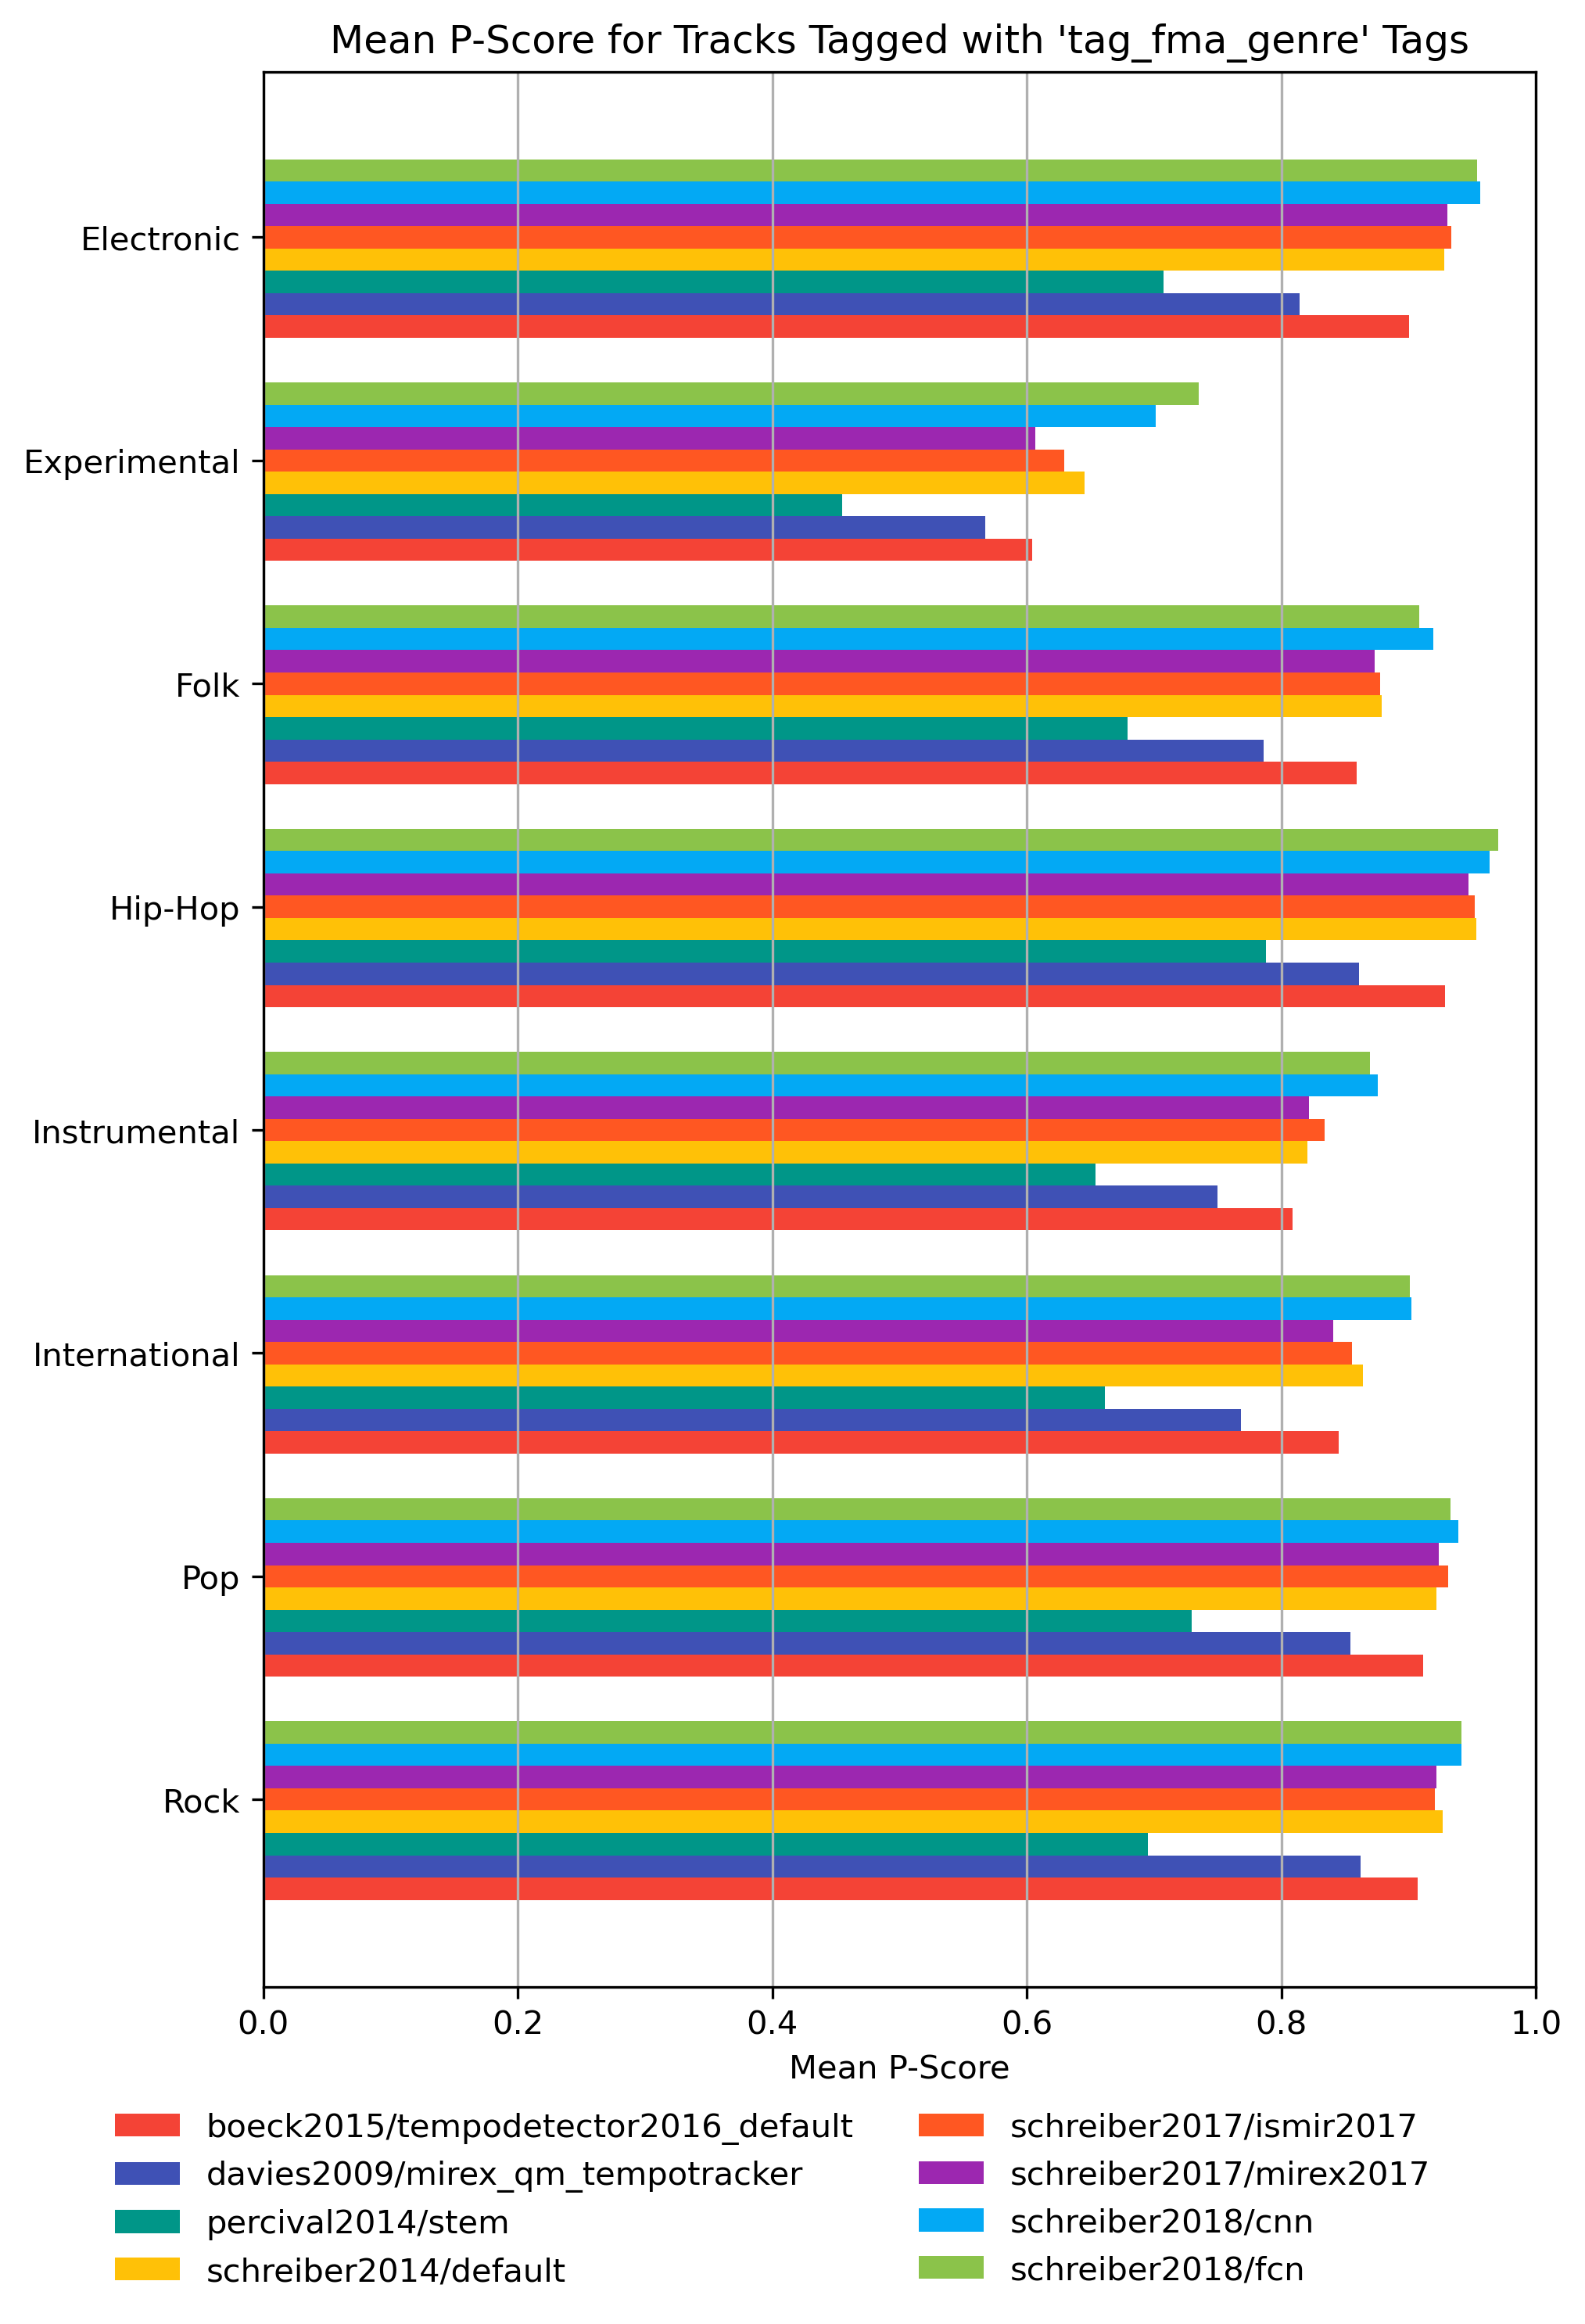 Mean P-Score for Tracks Tagged with 'tag_fma_genre' Tags
Electronic
Experimental
Folk
Hip-Hop
Instrumental
International
Pop
Rock
0.0 0.2 0.4 0.6 0.8 1.0
Mean P-Score
boeck2015/tempodetector2016_default
davies2009/mirex_qm_tempotracker
percival2014/stem
schreiber2014/default
schreiber2017/ismir2017
schreiber2017/mirex2017
schreiber2018/cnn
schreiber2018/fcn